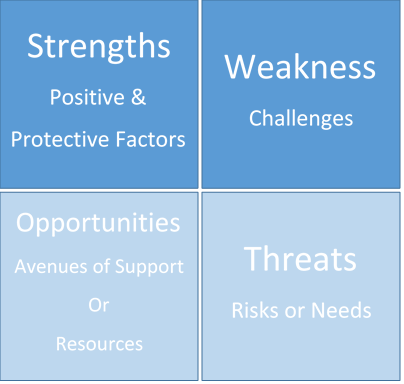 Strengths
Positive &
Protective Factors
Weakness
Challenges
Opportunities
Avenues of Support
Or
Resources
Threats
Risks or Needs